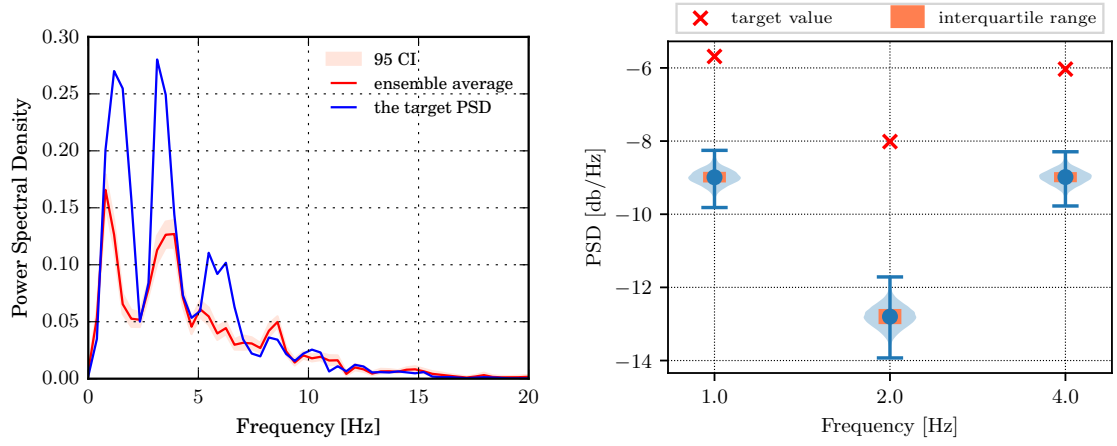 0.30
0.25
0.20
0.15
0.10
0.05
0.00
Power Spectral Density
95 CI
ensemble average
the target PSD
0
5
10
15
20
Frequency [Hz]
target value
interquartile range
−6
−8
−10
−12
−14
PSD [db/Hz]
1.0
2.0
4.0
Frequency [Hz]